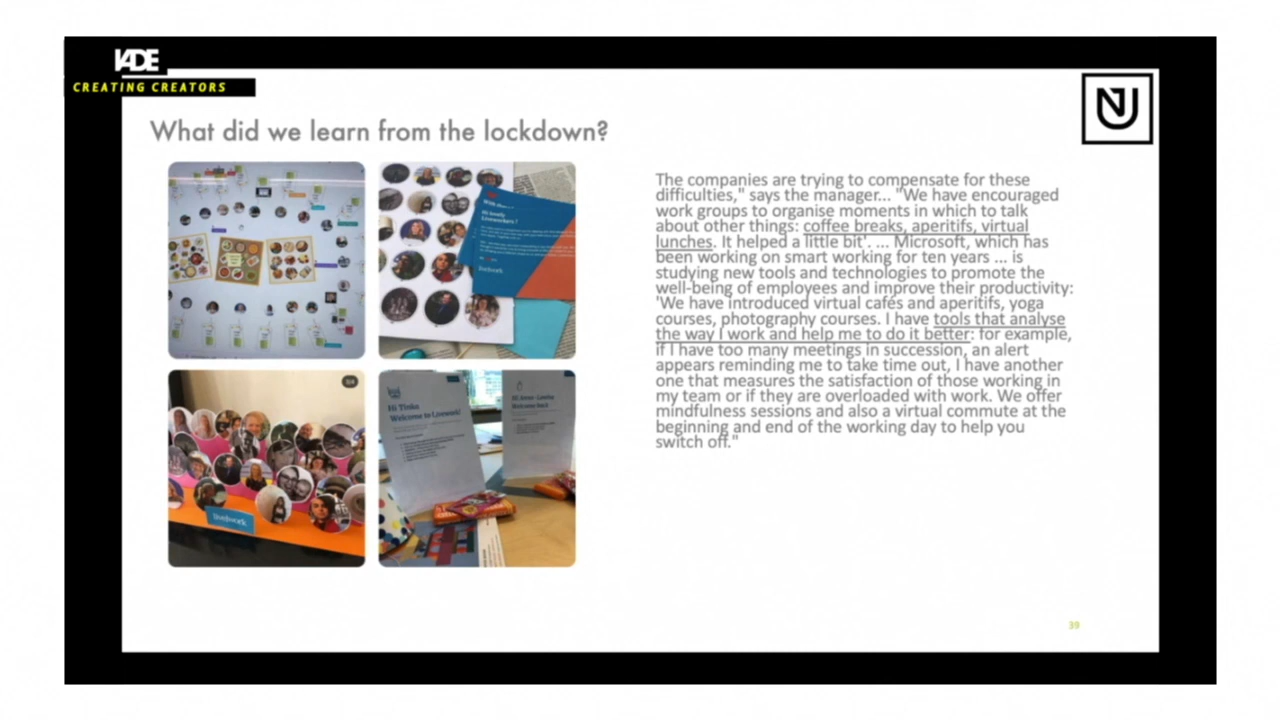 IADE
CREATING CREATORS
NU
What did we learn from the lockdown?
The companies are trying to compensate for these
difficulties," says the manager... "We have encouraged
work groups to organise moments in which to talk
about other things: coffee breaks, aperitifs, virtual
lunches. It helped a little bit'. ... Microsoft, which has
been working on smart working for ten years ... is
studying new tools and technologies to promote the
well-being of employees and improve their productivity:
'We have introduced virtual cafés and aperitifs, yoga
courses, photography courses. I have tools that analyse
the way I work and help me to do it better: for example,
if I have too many meetings in succession, an alert
appears reminding me to take time out, I have another
one that measures the satisfaction of those working in
my team or if they are overloaded with work. We offer
mindfulness sessions and also a virtual commute at the
beginning and end of the working day to help you
switch off."
Hi lovely
Liveworkers!
livework
livework
Hi Tinka
Welcome to Livework!
Welcome back
39